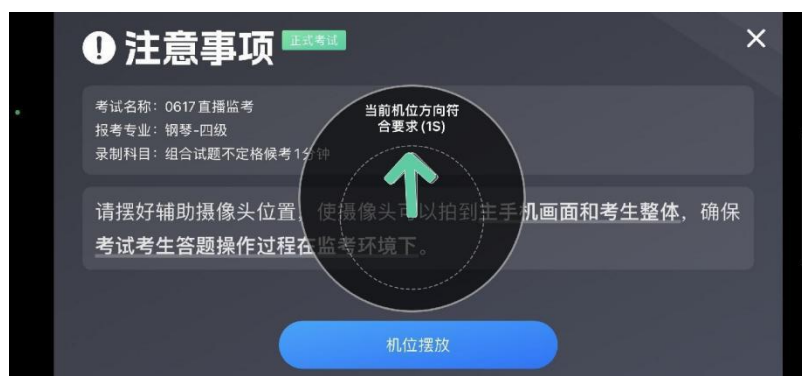 注意事项 正式考试
考试名称：0617直播监考
报考专业：钢琴-四级
录制科目：组合试题不定格候考1分钟
当前机位方向符
合要求(1S)
请摆好辅助摄像头位置，使摄像头可以拍到主手机画面和考生整体，确保
考试考生答题操作过程在监考环境下。
机位摆放